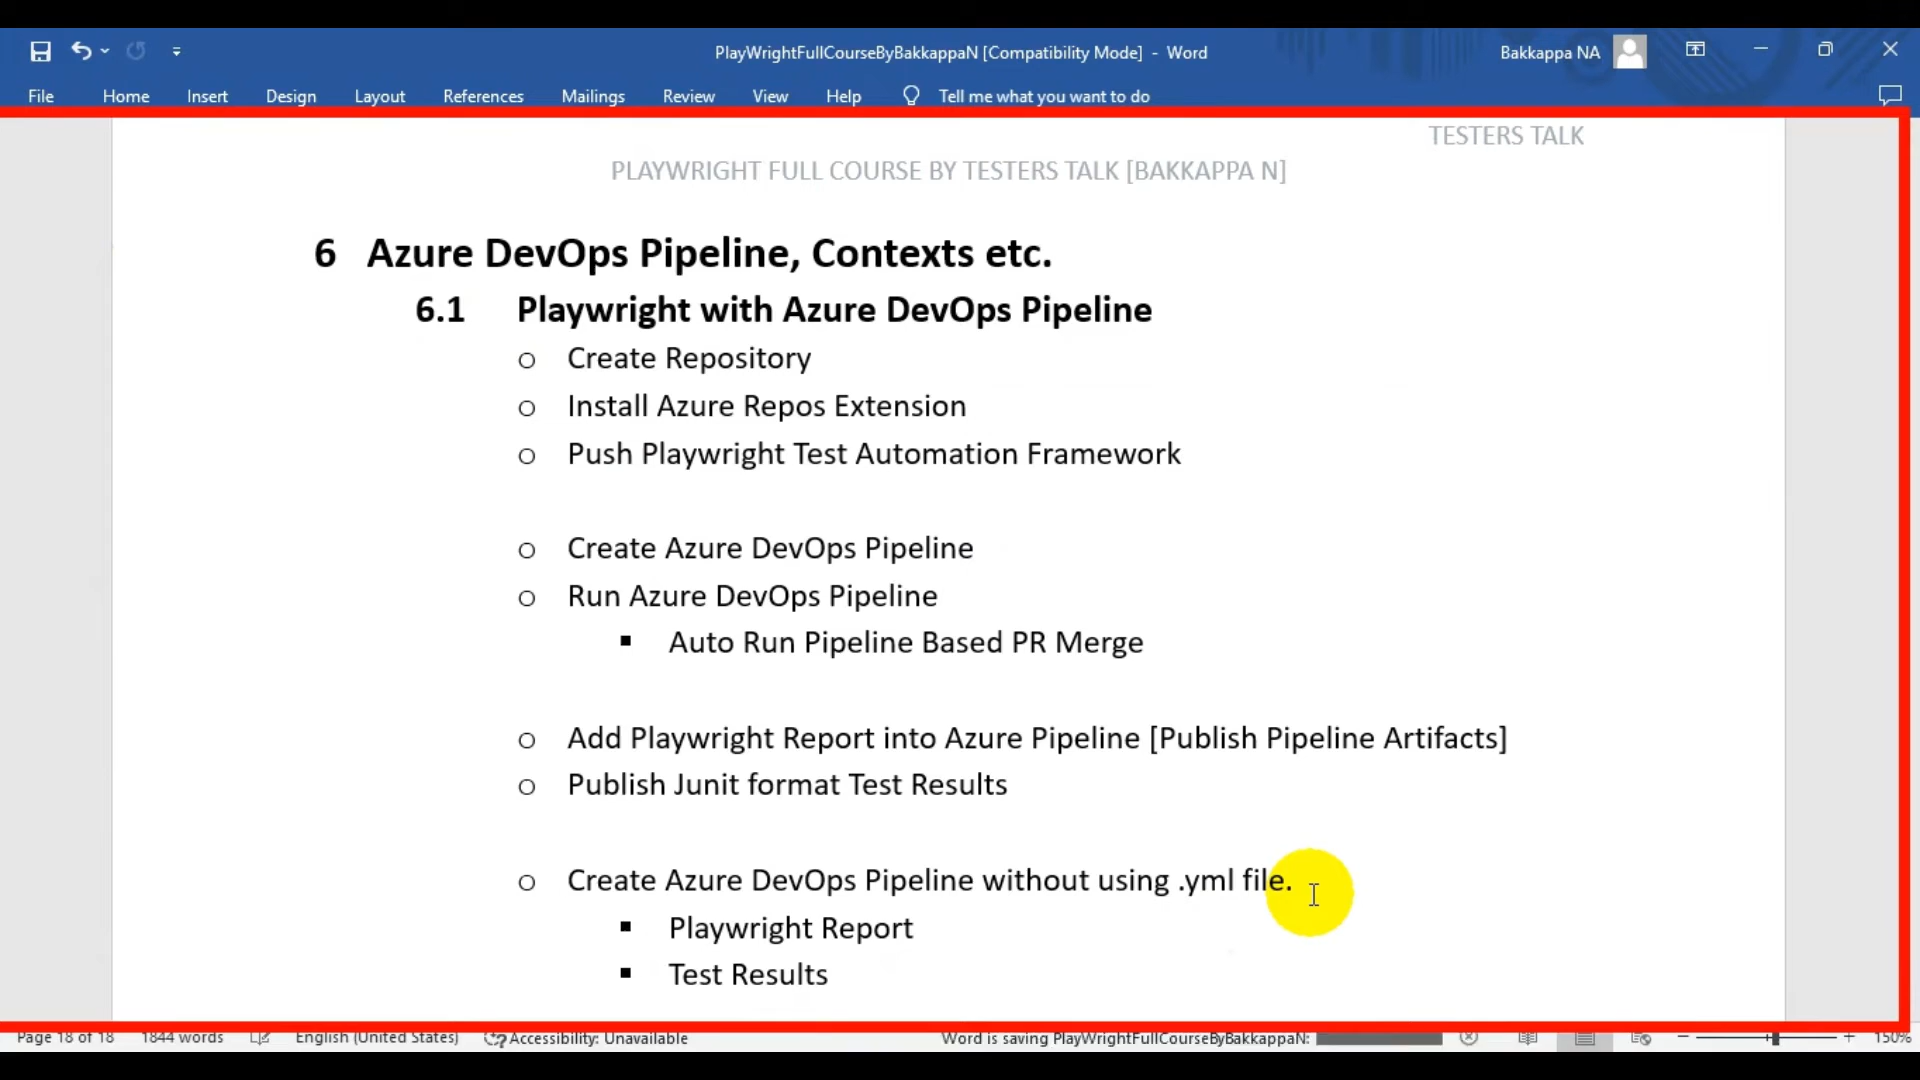 PlayWrightFullCourseByBakkappaN [Compatibility Mode] - Word
Bakkappa NA
File Home Insert Design Layout References Mailings Review View Help Tell me what you want to do
TESTERS TALK
PLAYWRIGHT FULL COURSE BY TESTERS TALK [BAKKAPPA N]
6 Azure DevOps Pipeline, Contexts etc.
6.1 Playwright with Azure DevOps Pipeline
o Create Repository
o Install Azure Repos Extension
o Push Playwright Test Automation Framework
o Create Azure DevOps Pipeline
o Run Azure DevOps Pipeline
▪ Auto Run Pipeline Based PR Merge
o Add Playwright Report into Azure Pipeline [Publish Pipeline Artifacts]
o Publish Junit format Test Results
o Create Azure DevOps Pipeline without using .yml file.
▪ Playwright Report
▪ Test Results
Page 18 of 18 1844 words English (United States) Accessibility: Unavailable Word is saving PlayWrightFullCourseByBakkappaN: 150%